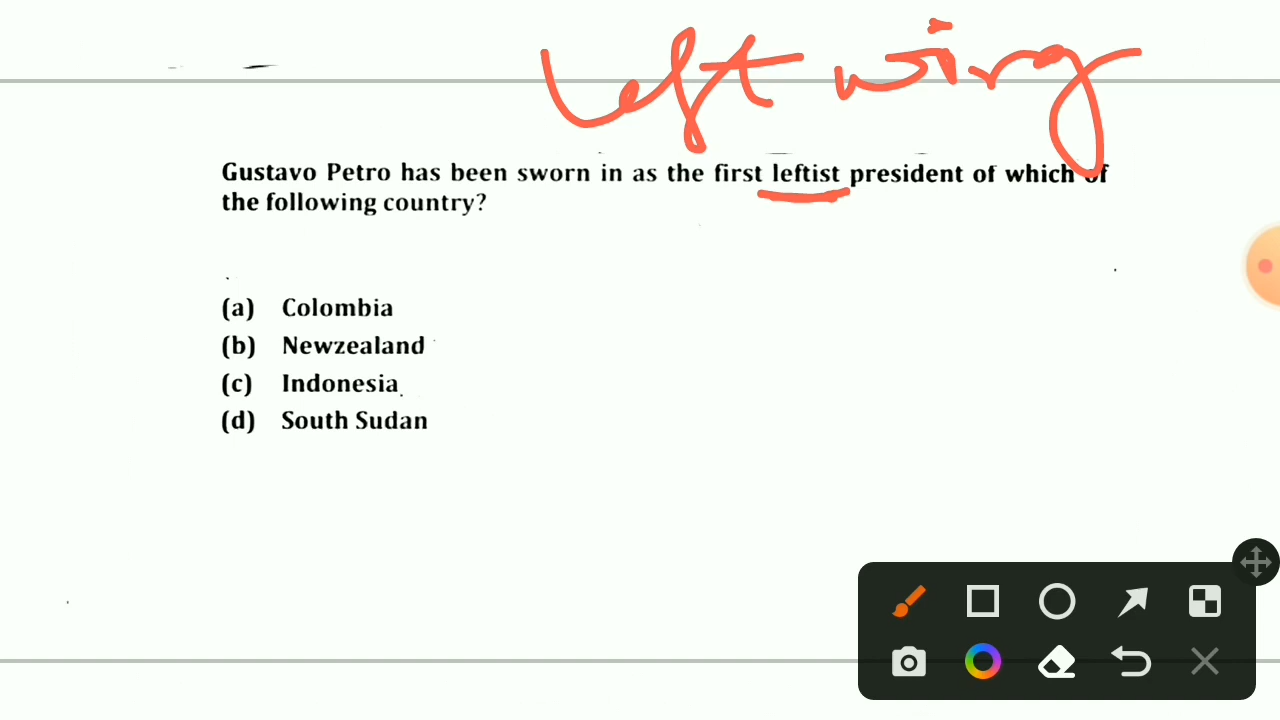 left wing
Gustavo Petro has been sworn in as the first leftist president of which of
the following country?
(a) Colombia
(b) Newzealand
(c) Indonesia
(d) South Sudan